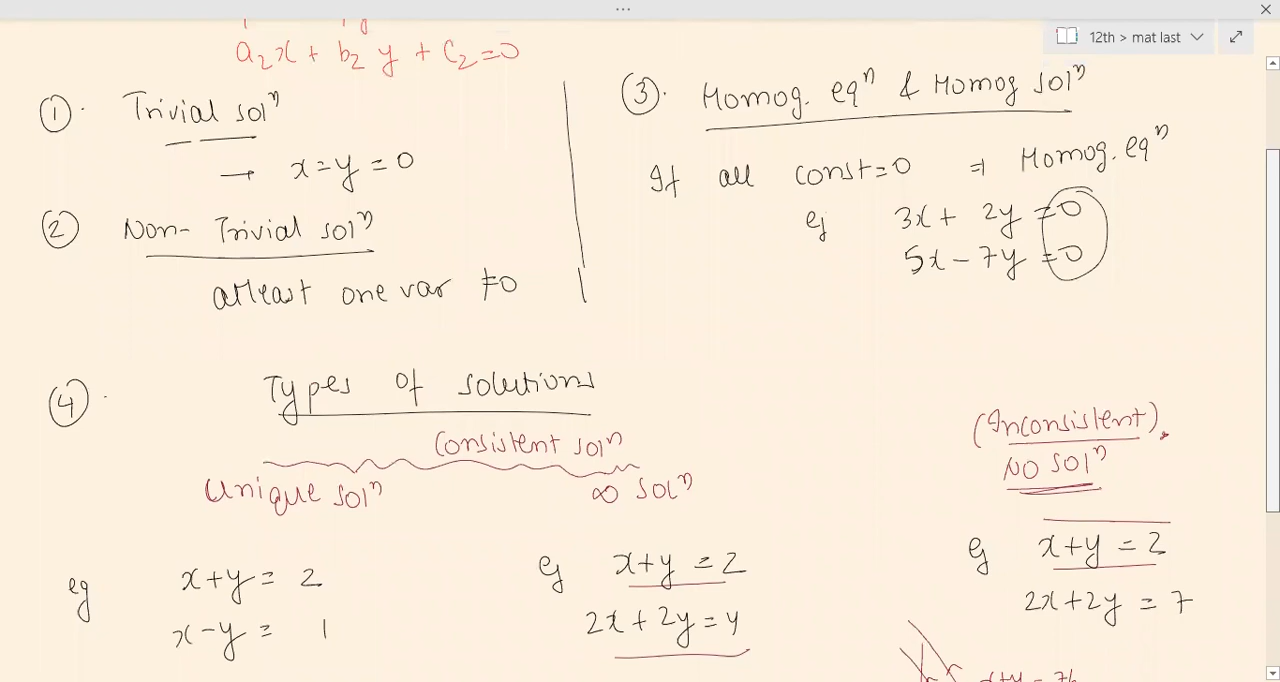 12th > mat last
a2x + b2 y + c2 = 0
① Trivial solⁿ
→ x=y=0
② Non-Trivial solⁿ
atleast one var ≠0
③ Homog. eqⁿ & Homog solⁿ
If all const=0 ⇒ Homog. eqⁿ
eg 3x + 2y = 0
5x - 7y = 0
④ Types of solutions
Consistent solⁿ
Unique solⁿ
∞ solⁿ
(Inconsistent).
NO SOLⁿ
eg x+y = 2
x-y = 1
eg x+y = 2
2x + 2y = 4
eg x+y = 2
2x+2y = 7